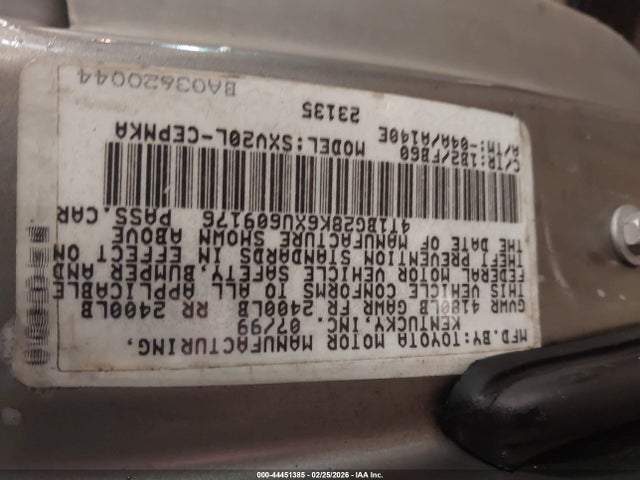 MFD.BY:TOYOTA MOTOR MANUFACTURING,
KENTUCKY, INC. 07/99
GVWR 4180LB GAWR FR 2400LB RR 2400LB
THIS VEHICLE CONFORMS TO ALL APPLICABLE
FEDERAL MOTOR VEHICLE SAFETY, BUMPER AND
THEFT PREVENTION STANDARDS IN EFFECT ON
THE DATE OF MANUFACTURE SHOWN ABOVE
4T1BG28K6XU609176 PASS.CAR
C/TR:1B2/FB60 MODEL:SXV20L-CEPNKA
A/TM:-04A/A140E
23135
BA03620044
000-44451385 - 02/25/2026 - IAA Inc.